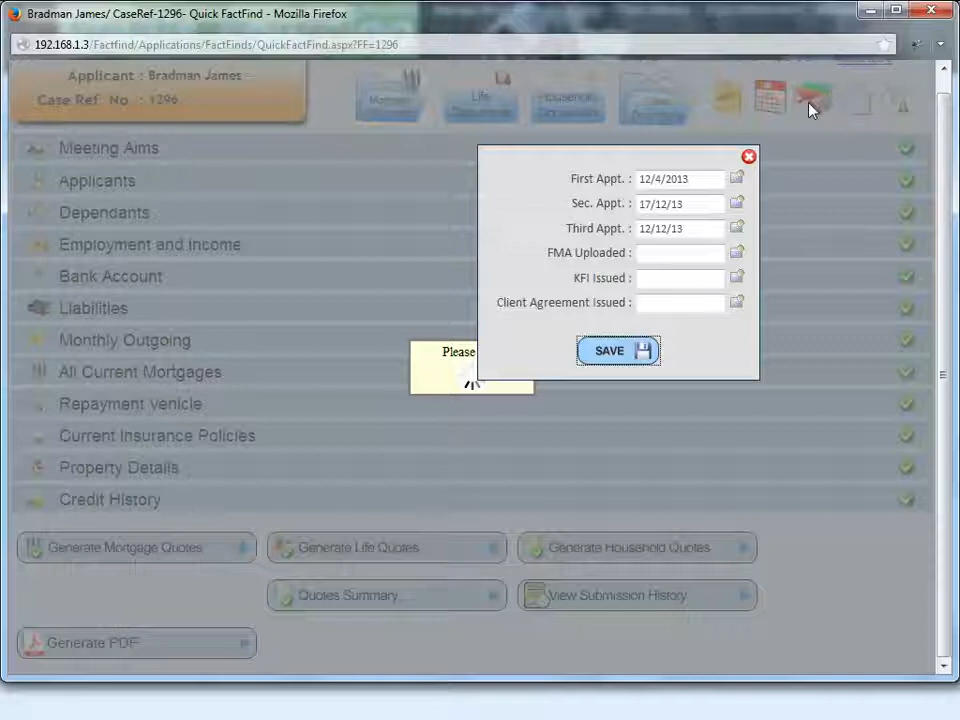 Bradman James/ CaseRef-1296- Quick FactFind - Mozilla Firefox
192.168.1.3/Factfind/Applications/FactFinds/QuickFactFind.aspx?FF=1296
Applicant : Bradman James
Case Ref. No : 1296
Life
Meeting Aims
Applicants
Dependants
Employment and Income
Bank Account
Liabilities
Monthly Outgoing
All Current Mortgages
Repayment Vehicle
Current Insurance Policies
Property Details
Credit History
First Appt. : 12/4/2013
Sec. Appt. : 17/12/13
Third Appt. : 12/12/13
FMA Uploaded :
KFI Issued :
Client Agreement Issued :
SAVE
Please
Generate Mortgage Quotes
Generate Life Quotes
Generate Household Quotes
Quotes Summary...
View Submission History
Generate PDF